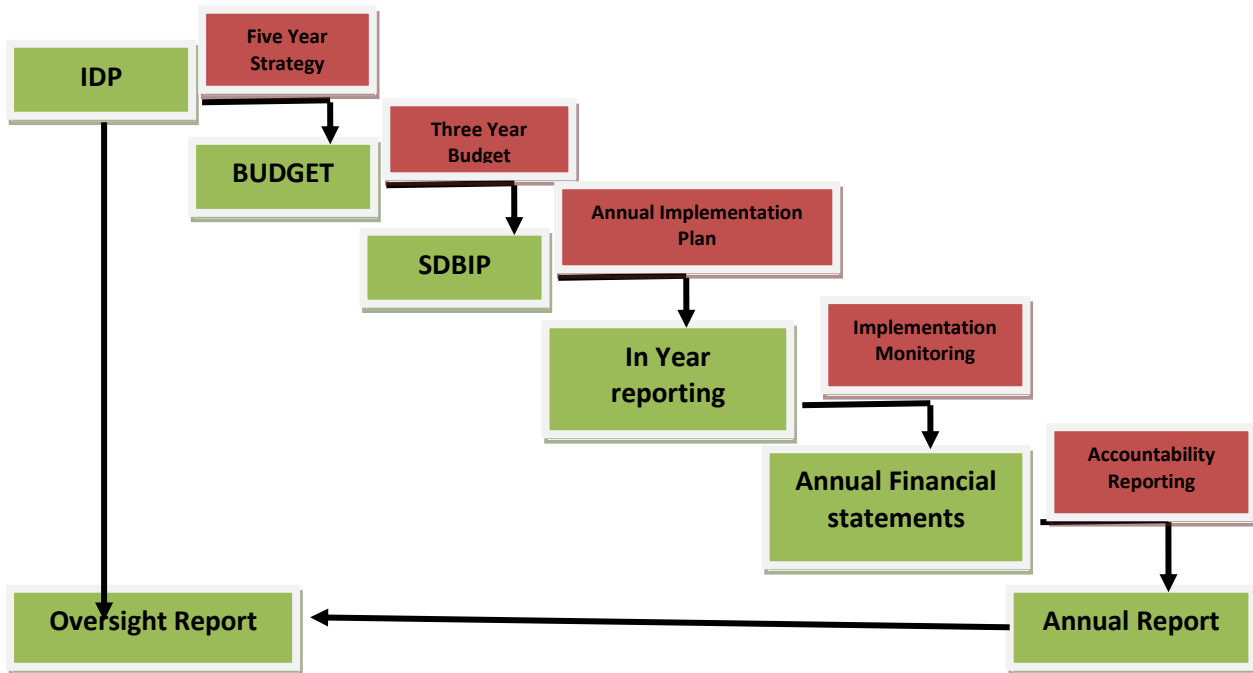 Five Year
Strategy
IDP
Three Year
Budget
BUDGET
Annual Implementation
Plan
SDBIP
Implementation
Monitoring
In Year
reporting
Accountability
Reporting
Annual Financial
statements
Oversight Report
Annual Report